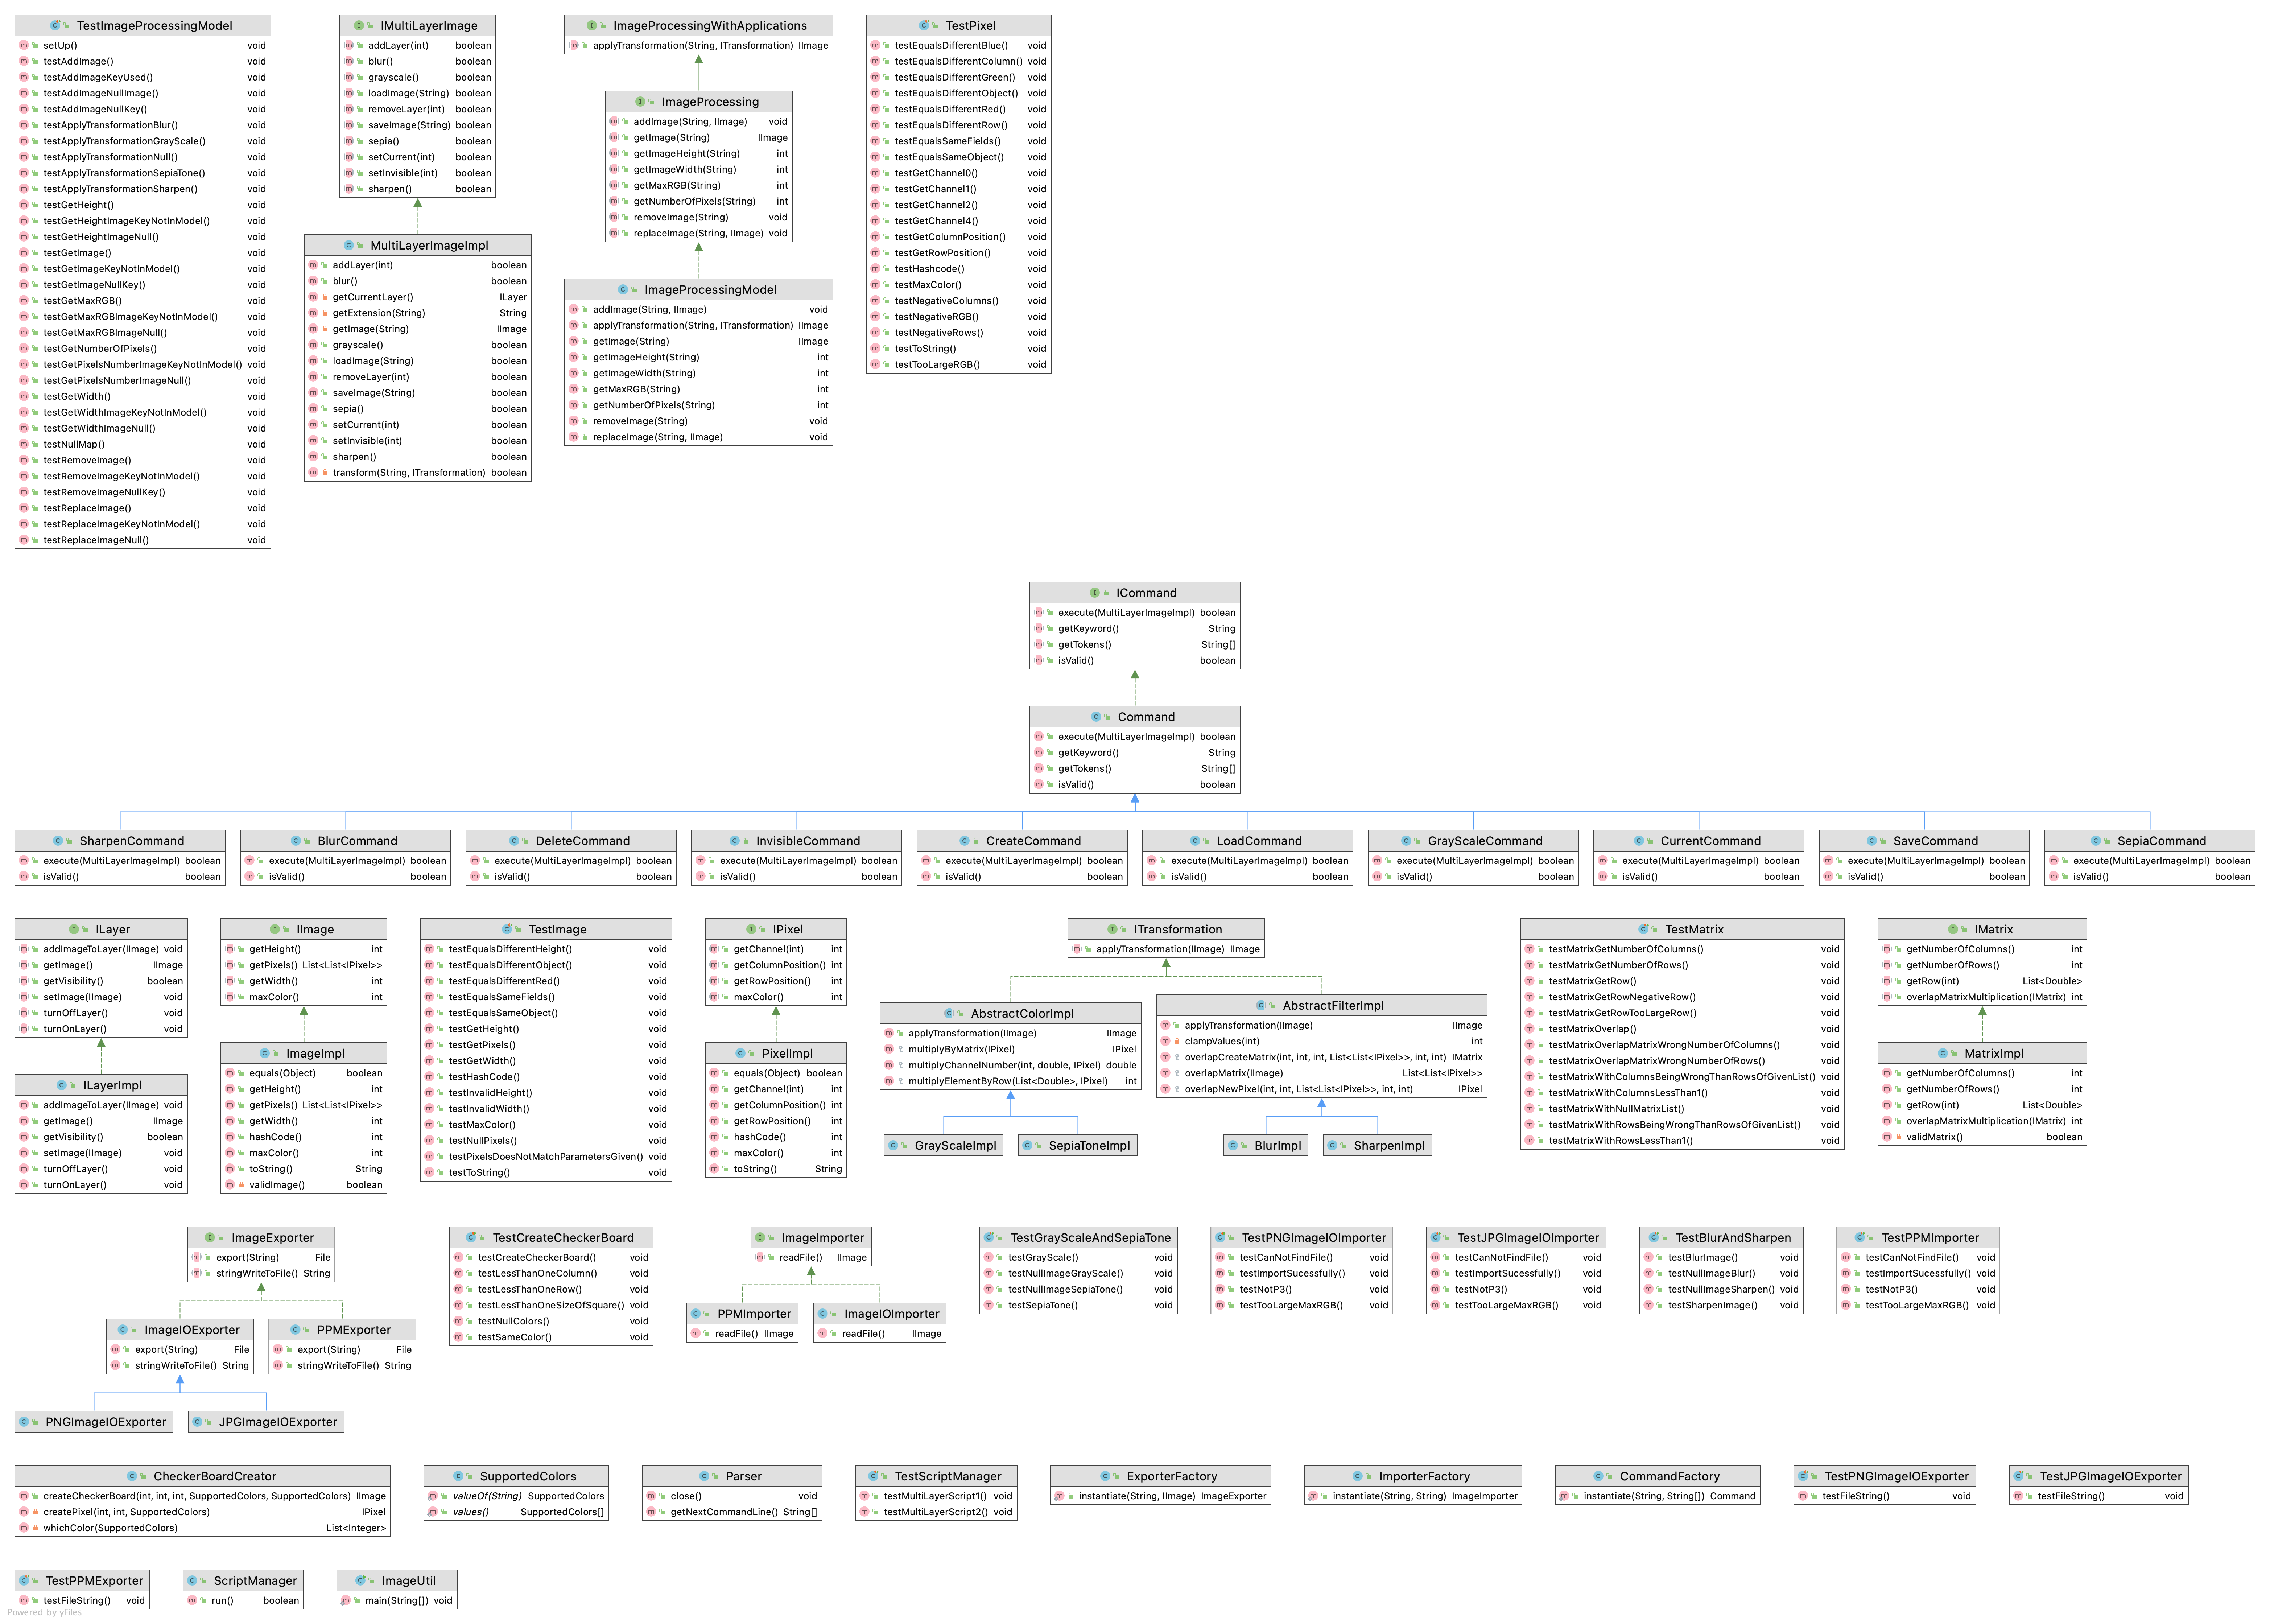 TestImageProcessingModel
setUp() void
testAddImage() void
testAddImageKeyUsed() void
testAddImageNullImage() void
testAddImageNullKey() void
testApplyTransformationBlur() void
testApplyTransformationGrayScale() void
testApplyTransformationNull() void
testApplyTransformationSepiaTone() void
testApplyTransformationSharpen() void
testGetHeight() void
testGetHeightImageKeyNotInModel() void
testGetHeightImageNull() void
testGetImage() void
testGetImageKeyNotInModel() void
testGetImageNullKey() void
testGetMaxRGB() void
testGetMaxRGBImageKeyNotInModel() void
testGetMaxRGBImageNull() void
testGetNumberOfPixels() void
testGetPixelsNumberImageKeyNotInModel() void
testGetPixelsNumberImageNull() void
testGetWidth() void
testGetWidthImageKeyNotInModel() void
testGetWidthImageNull() void
testNullMap() void
testRemoveImage() void
testRemoveImageKeyNotInModel() void
testRemoveImageNullKey() void
testReplaceImage() void
testReplaceImageKeyNotInModel() void
testReplaceImageNull() void
IMultiLayerImage
addLayer(int) boolean
blur() boolean
grayscale() boolean
loadImage(String) boolean
removeLayer(int) boolean
saveImage(String) boolean
sepia() boolean
setCurrent(int) boolean
setInvisible(int) boolean
sharpen() boolean
MultiLayerImageImpl
addLayer(int) boolean
blur() boolean
getCurrentLayer() ILayer
getExtension(String) String
getImage(String) IImage
grayscale() boolean
loadImage(String) boolean
removeLayer(int) boolean
saveImage(String) boolean
sepia() boolean
setCurrent(int) boolean
setInvisible(int) boolean
sharpen() boolean
transform(String, ITransformation) boolean
ImageProcessingWithApplications
applyTransformation(String, ITransformation) IImage
ImageProcessing
addImage(String, IImage) void
getImage(String) IImage
getImageHeight(String) int
getImageWidth(String) int
getMaxRGB(String) int
getNumberOfPixels(String) int
removeImage(String) void
replaceImage(String, IImage) void
ImageProcessingModel
addImage(String, IImage) void
applyTransformation(String, ITransformation) IImage
getImage(String) IImage
getImageHeight(String) int
getImageWidth(String) int
getMaxRGB(String) int
getNumberOfPixels(String) int
removeImage(String) void
replaceImage(String, IImage) void
TestPixel
testEqualsDifferentBlue() void
testEqualsDifferentColumn() void
testEqualsDifferentGreen() void
testEqualsDifferentObject() void
testEqualsDifferentRed() void
testEqualsDifferentRow() void
testEqualsSameFields() void
testEqualsSameObject() void
testGetChannel0() void
testGetChannel1() void
testGetChannel2() void
testGetChannel4() void
testGetColumnPosition() void
testGetRowPosition() void
testHashcode() void
testMaxColor() void
testNegativeColumns() void
testNegativeRGB() void
testNegativeRows() void
testToString() void
testTooLargeRGB() void
ICommand
execute(MultiLayerImageImpl) boolean
getKeyword() String
getTokens() String[]
isValid() boolean
Command
execute(MultiLayerImageImpl) boolean
getKeyword() String
getTokens() String[]
isValid() boolean
SharpenCommand
execute(MultiLayerImageImpl) boolean
isValid() boolean
BlurCommand
execute(MultiLayerImageImpl) boolean
isValid() boolean
DeleteCommand
execute(MultiLayerImageImpl) boolean
isValid() boolean
InvisibleCommand
execute(MultiLayerImageImpl) boolean
isValid() boolean
CreateCommand
execute(MultiLayerImageImpl) boolean
isValid() boolean
LoadCommand
execute(MultiLayerImageImpl) boolean
isValid() boolean
GrayScaleCommand
execute(MultiLayerImageImpl) boolean
isValid() boolean
CurrentCommand
execute(MultiLayerImageImpl) boolean
isValid() boolean
SaveCommand
execute(MultiLayerImageImpl) boolean
isValid() boolean
SepiaCommand
execute(MultiLayerImageImpl) boolean
isValid() boolean
ILayer
addImageToLayer(IImage) void
getImage() IImage
getVisibility() boolean
setImage(IImage) void
turnOffLayer() void
turnOnLayer() void
ILayerImpl
addImageToLayer(IImage) void
getImage() IImage
getVisibility() boolean
setImage(IImage) void
turnOffLayer() void
turnOnLayer() void
IImage
getHeight() int
getPixels() List<List<IPixel>>
getWidth() int
maxColor() int
ImageImpl
equals(Object) boolean
getHeight() int
getPixels() List<List<IPixel>>
getWidth() int
hashCode() int
maxColor() int
toString() String
validImage() boolean
TestImage
testEqualsDifferentHeight() void
testEqualsDifferentObject() void
testEqualsDifferentRed() void
testEqualsSameFields() void
testEqualsSameObject() void
testGetHeight() void
testGetPixels() void
testGetWidth() void
testHashCode() void
testInvalidHeight() void
testInvalidWidth() void
testMaxColor() void
testNullPixels() void
testPixelsDoesNotMatchParametersGiven() void
testToString() void
IPixel
getChannel(int) int
getColumnPosition() int
getRowPosition() int
maxColor() int
PixelImpl
equals(Object) boolean
getChannel(int) int
getColumnPosition() int
getRowPosition() int
hashCode() int
maxColor() int
toString() String
ITransformation
applyTransformation(IImage) IImage
AbstractColorImpl
applyTransformation(IImage) IImage
multiplyByMatrix(IPixel) IPixel
multiplyChannelNumber(int, double, IPixel) double
multiplyElementByRow(List<Double>, IPixel) int
AbstractFilterImpl
applyTransformation(IImage) IImage
clampValues(int) int
overlapCreateMatrix(int, int, int, List<List<IPixel>>, int, int) IMatrix
overlapMatrix(IImage) List<List<IPixel>>
overlapNewPixel(int, int, List<List<IPixel>>, int, int) IPixel
GrayScaleImpl
SepiaToneImpl
BlurImpl
SharpenImpl
TestMatrix
testMatrixGetNumberOfColumns() void
testMatrixGetNumberOfRows() void
testMatrixGetRow() void
testMatrixGetRowNegativeRow() void
testMatrixGetRowTooLargeRow() void
testMatrixOverlap() void
testMatrixOverlapMatrixWrongNumberOfColumns() void
testMatrixOverlapMatrixWrongNumberOfRows() void
testMatrixWithColumnsBeingWrongThanRowsOfGivenList() void
testMatrixWithColumnsLessThan1() void
testMatrixWithNullMatrixList() void
testMatrixWithRowsBeingWrongThanRowsOfGivenList() void
testMatrixWithRowsLessThan1() void
IMatrix
getNumberOfColumns() int
getNumberOfRows() int
getRow(int) List<Double>
overlapMatrixMultiplication(IMatrix) int
MatrixImpl
getNumberOfColumns() int
getNumberOfRows() int
getRow(int) List<Double>
overlapMatrixMultiplication(IMatrix) int
validMatrix() boolean
ImageExporter
export(String) File
stringWriteToFile() String
ImageIOExporter
export(String) File
stringWriteToFile() String
PPMExporter
export(String) File
stringWriteToFile() String
PNGImageIOExporter
JPGImageIOExporter
TestCreateCheckerBoard
testCreateCheckerBoard() void
testLessThanOneColumn() void
testLessThanOneRow() void
testLessThanOneSizeOfSquare() void
testNullColors() void
testSameColor() void
ImageImporter
readFile() IImage
PPMImporter
readFile() IImage
ImageIOImporter
readFile() IImage
TestGrayScaleAndSepiaTone
testGrayScale() void
testNullImageGrayScale() void
testNullImageSepiaTone() void
testSepiaTone() void
TestPNGImageIOImporter
testCanNotFindFile() void
testImportSucessfully() void
testNotP3() void
testTooLargeMaxRGB() void
TestJPGImageIOImporter
testCanNotFindFile() void
testImportSucessfully() void
testNotP3() void
testTooLargeMaxRGB() void
TestBlurAndSharpen
testBlurImage() void
testNullImageBlur() void
testNullImageSharpen() void
testSharpenImage() void
TestPPMImporter
testCanNotFindFile() void
testImportSucessfully() void
testNotP3() void
testTooLargeMaxRGB() void
CheckerBoardCreator
createCheckerBoard(int, int, int, SupportedColors, SupportedColors) IImage
createPixel(int, int, SupportedColors) IPixel
whichColor(SupportedColors) List<Integer>
SupportedColors
valueOf(String) SupportedColors
values() SupportedColors[]
Parser
close() void
getNextCommandLine() String[]
TestScriptManager
testMultiLayerScript1() void
testMultiLayerScript2() void
ExporterFactory
instantiate(String, IImage) ImageExporter
ImporterFactory
instantiate(String, String) ImageImporter
CommandFactory
instantiate(String, String[]) Command
TestPNGImageIOExporter
testFileString() void
TestJPGImageIOExporter
testFileString() void
TestPPMExporter
testFileString() void
ScriptManager
run() boolean
ImageUtil
main(String[]) void
Powered by yFiles